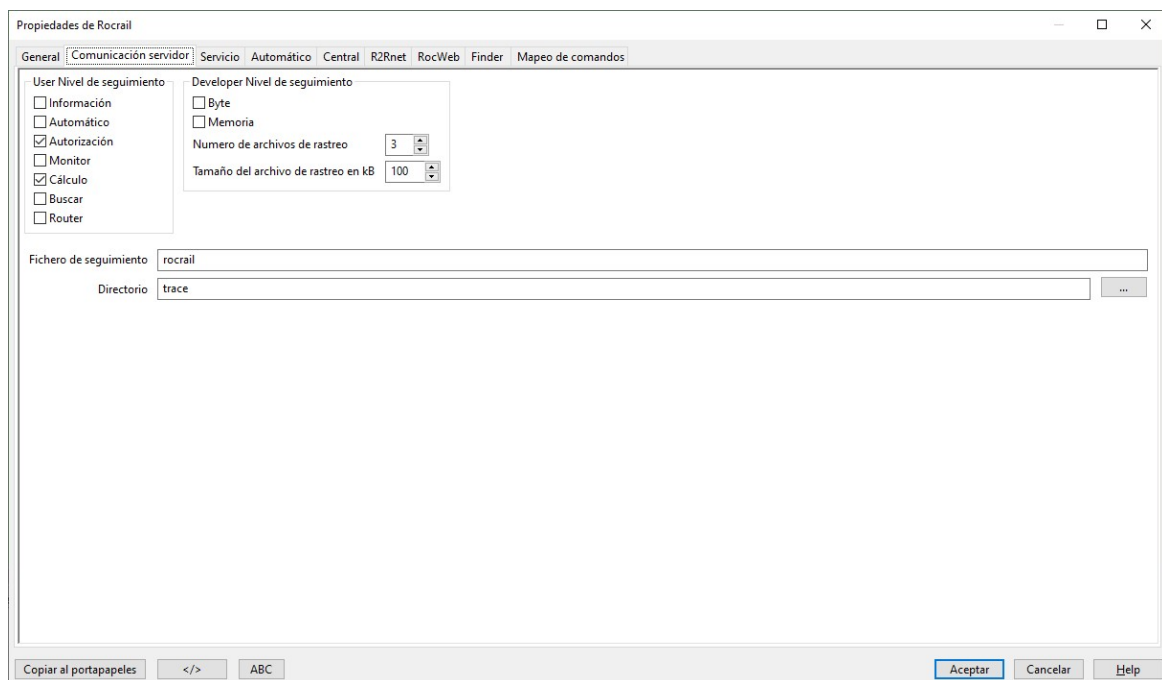 Propiedades de Rocrail
General Comunicación servidor Servicio Automático Central R2Rnet RocWeb Finder Mapeo de comandos
User Nivel de seguimiento
Información
Automático
Autorización
Monitor
Cálculo
Buscar
Router
Developer Nivel de seguimiento
Byte
Memoria
Numero de archivos de rastreo 3
Tamaño del archivo de rastreo en kB 100
Fichero de seguimiento rocrail
Directorio trace ...
Copiar al portapapeles </> ABC Aceptar Cancelar Help